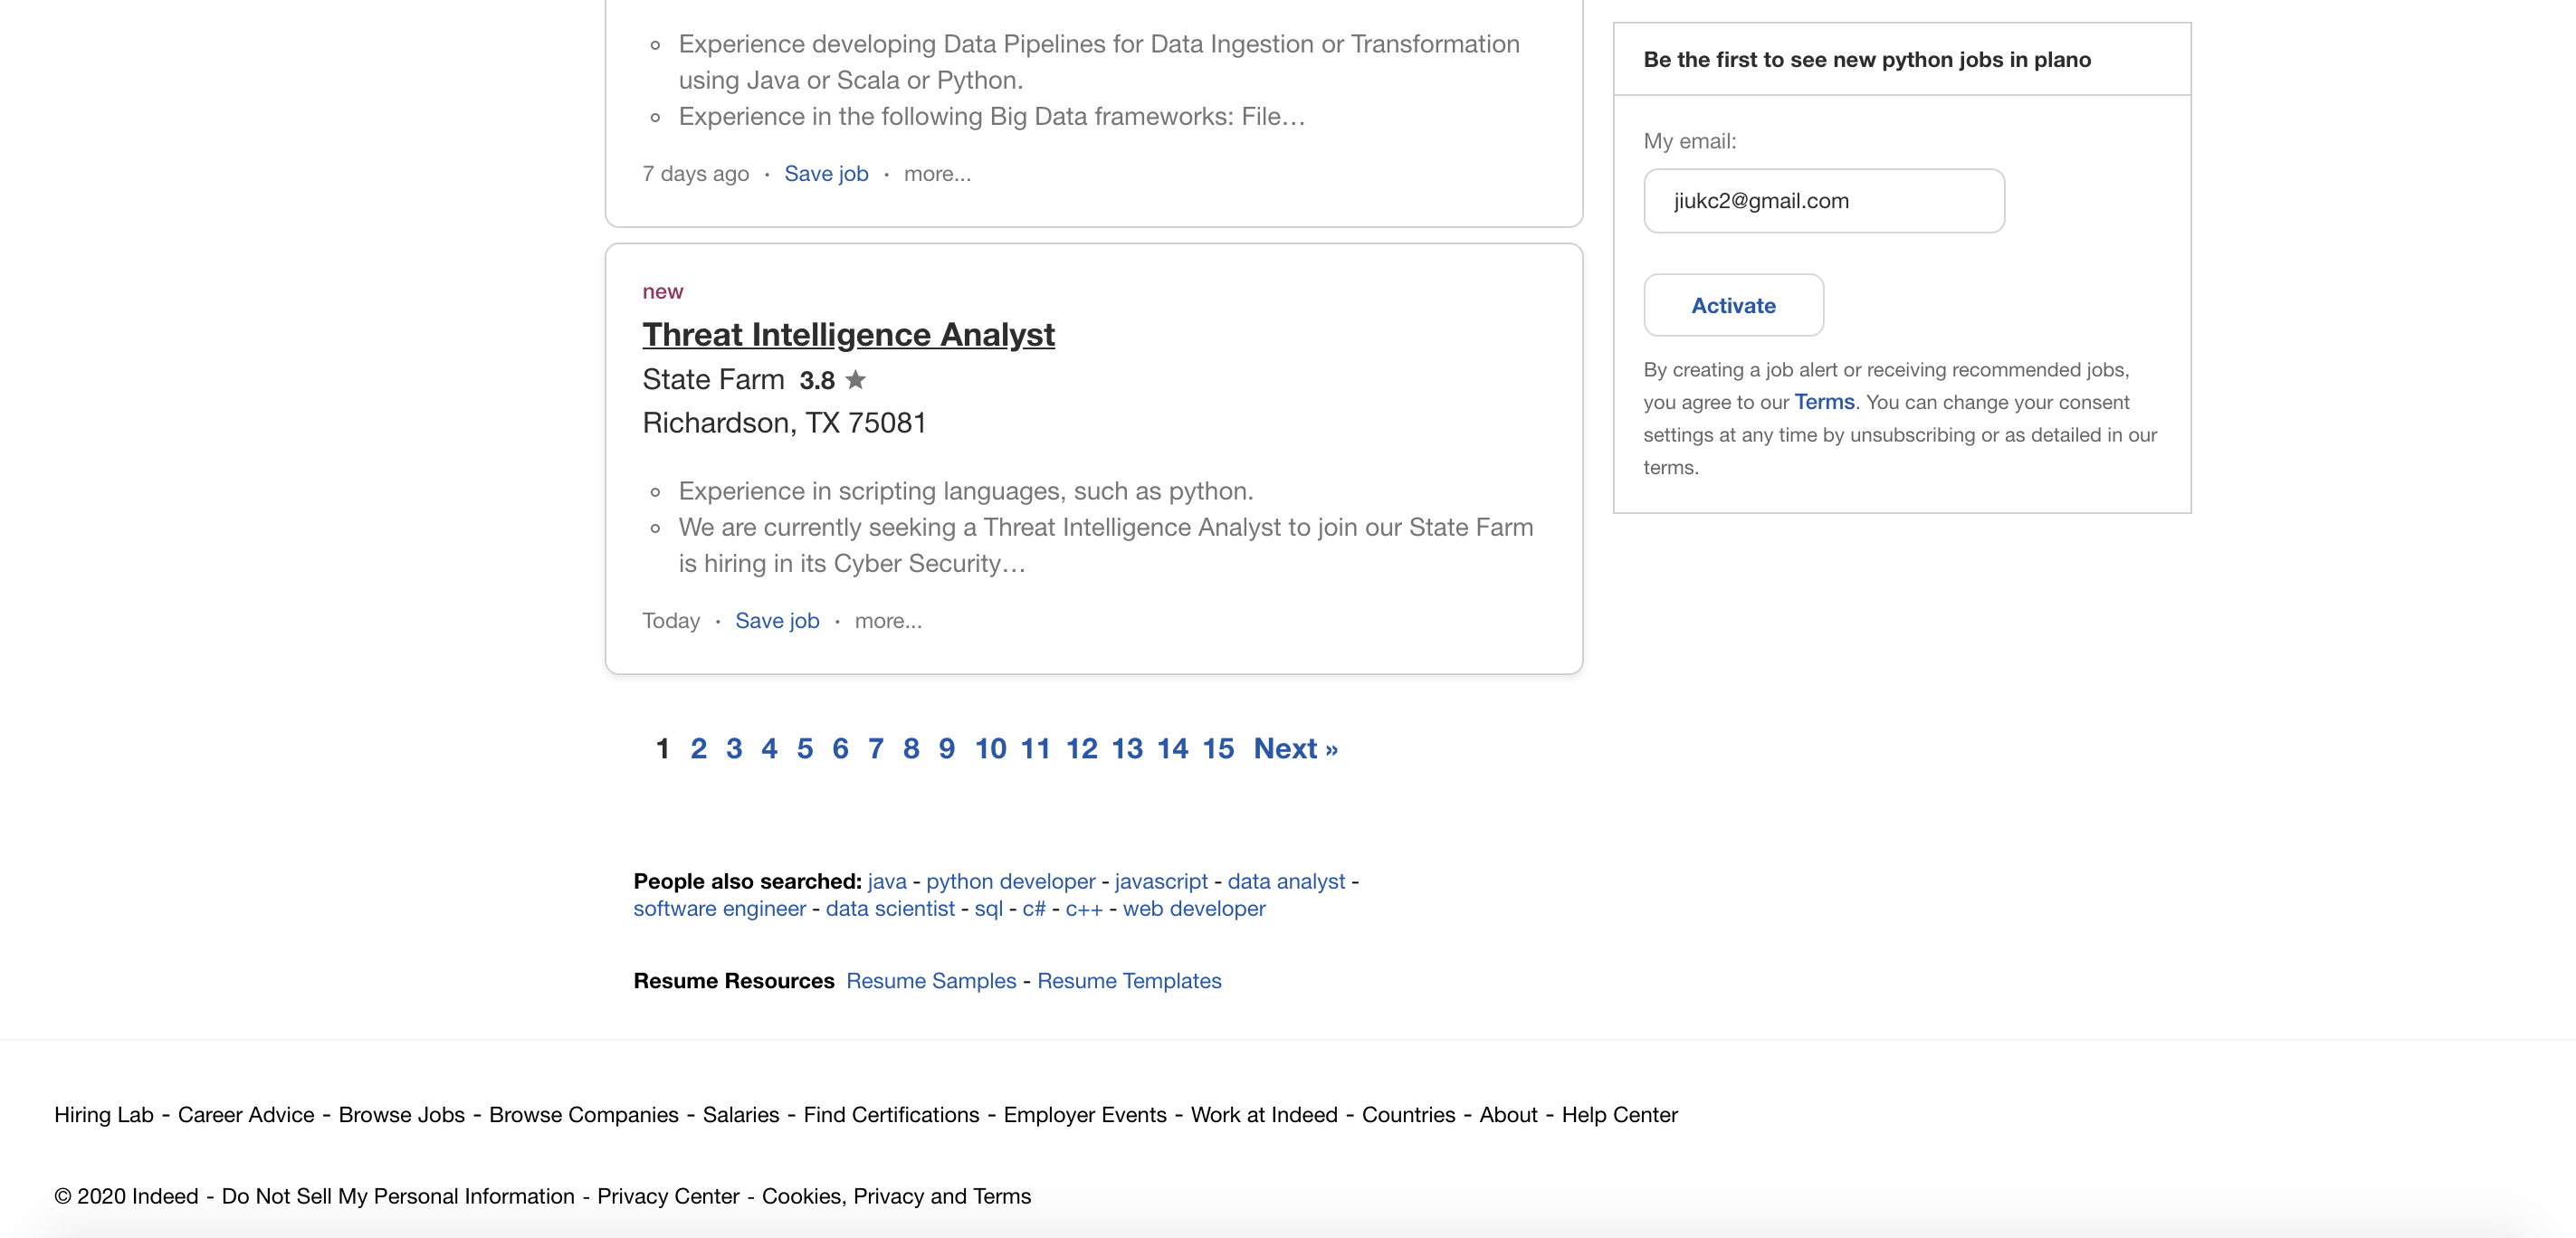 Experience developing Data Pipelines for Data Ingestion or Transformation
using Java or Scala or Python.
Experience in the following Big Data frameworks: File…
7 days ago · Save job · more...
new
Threat Intelligence Analyst
State Farm 3.8 ★
Richardson, TX 75081
Experience in scripting languages, such as python.
We are currently seeking a Threat Intelligence Analyst to join our State Farm
is hiring in its Cyber Security…
Today · Save job · more...
1 2 3 4 5 6 7 8 9 10 11 12 13 14 15 Next »
People also searched: java - python developer - javascript - data analyst -
software engineer - data scientist - sql - c# - c++ - web developer
Resume Resources Resume Samples - Resume Templates
Be the first to see new python jobs in plano
My email:
jiukc2@gmail.com
Activate
By creating a job alert or receiving recommended jobs,
you agree to our Terms. You can change your consent
settings at any time by unsubscribing or as detailed in our
terms.
Hiring Lab - Career Advice - Browse Jobs - Browse Companies - Salaries - Find Certifications - Employer Events - Work at Indeed - Countries - About - Help Center
© 2020 Indeed - Do Not Sell My Personal Information - Privacy Center - Cookies, Privacy and Terms